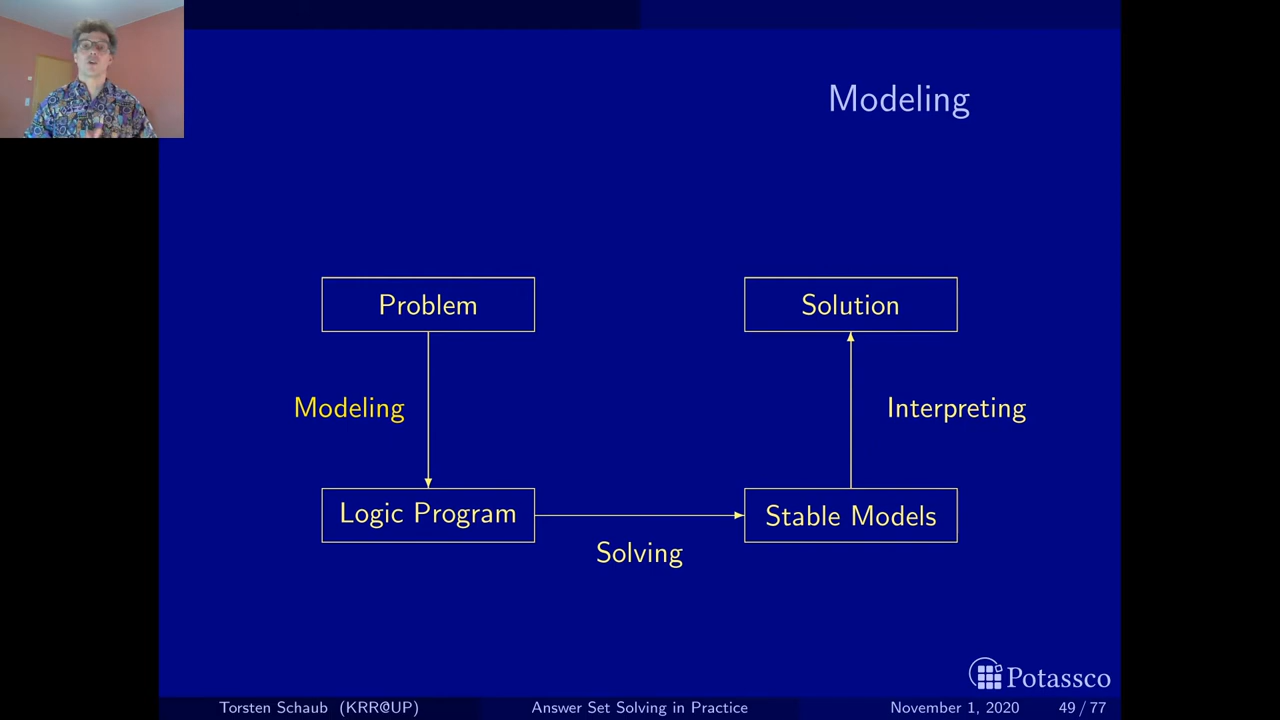 Modeling
Problem
Solution
Modeling
Interpreting
Logic Program
Stable Models
Solving
Potassco
Torsten Schaub (KRR@UP) Answer Set Solving in Practice November 1, 2020 49 / 77